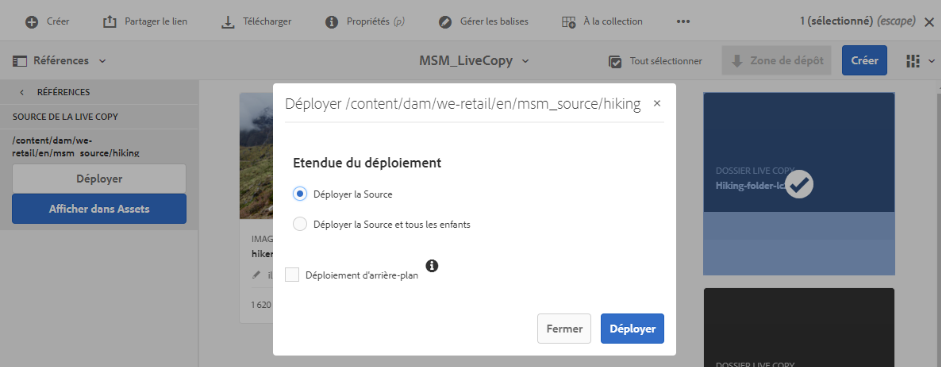 Créer
Partager le lien
Télécharger
Propriétés (p)
Gérer les balises
À la collection
1 (sélectionné) (escape)
Références
MSM_LiveCopy
Tout sélectionner
Zone de dépôt
Créer
RÉFÉRENCES
SOURCE DE LA LIVE COPY
/content/dam/we-
retail/en/msm_source/hiking
Déployer
Afficher dans Assets
Déployer /content/dam/we-retail/en/msm_source/hiking
Etendue du déploiement
Déployer la Source
Déployer la Source et tous les enfants
Déploiement d'arrière-plan
Fermer
Déployer
IMAG
hiker
1 620
DOSSIER LIVE COPY
Hiking-folder-lc
DOSSIER LIVE COPY